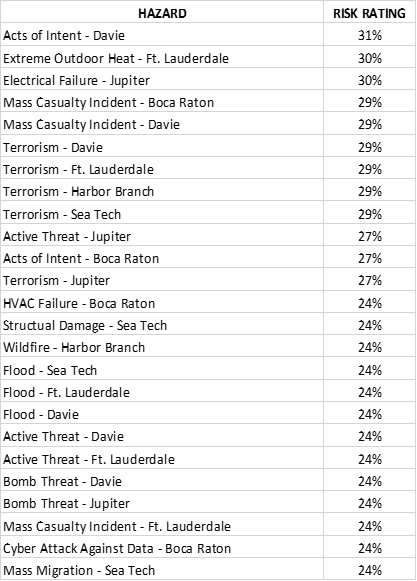 HAZARD RISK RATING
Acts of Intent - Davie 31%
Extreme Outdoor Heat - Ft. Lauderdale 30%
Electrical Failure - Jupiter 30%
Mass Casualty Incident - Boca Raton 29%
Mass Casualty Incident - Davie 29%
Terrorism - Davie 29%
Terrorism - Ft. Lauderdale 29%
Terrorism - Harbor Branch 29%
Terrorism - Sea Tech 29%
Active Threat - Jupiter 27%
Acts of Intent - Boca Raton 27%
Terrorism - Jupiter 27%
HVAC Failure - Boca Raton 24%
Structual Damage - Sea Tech 24%
Wildfire - Harbor Branch 24%
Flood - Sea Tech 24%
Flood - Ft. Lauderdale 24%
Flood - Davie 24%
Active Threat - Davie 24%
Active Threat - Ft. Lauderdale 24%
Bomb Threat - Davie 24%
Bomb Threat - Jupiter 24%
Mass Casualty Incident - Ft. Lauderdale 24%
Cyber Attack Against Data - Boca Raton 24%
Mass Migration - Sea Tech 24%